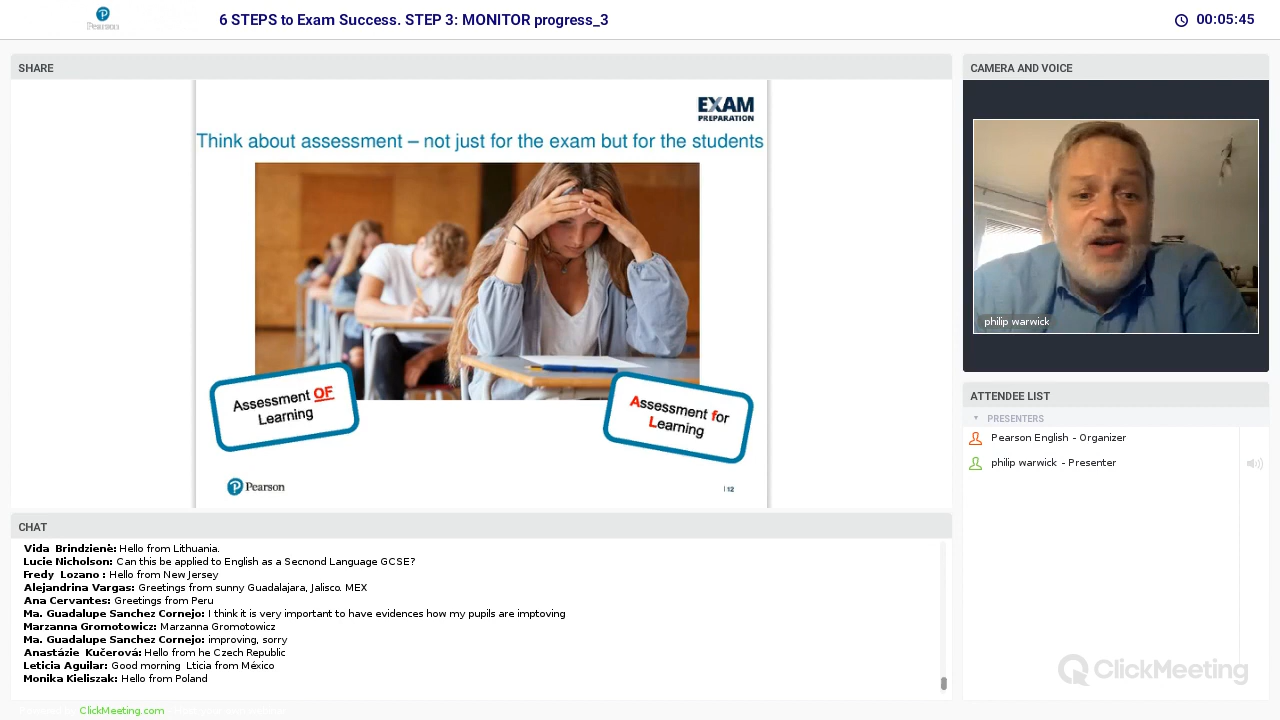 Pearson
6 STEPS to Exam Success. STEP 3: MONITOR progress_3
00:05:45
SHARE
EXAM
PREPARATION
Think about assessment – not just for the exam but for the students
Assessment OF
Learning
Assessment for
Learning
Pearson
| 12
CAMERA AND VOICE
philip warwick
ATTENDEE LIST
PRESENTERS
Pearson English - Organizer
philip warwick - Presenter
CHAT
Vida Brindzienė: Hello from Lithuania.
Lucie Nicholson: Can this be applied to English as a Secnond Language GCSE?
Fredy Lozano : Hello from New Jersey
Alejandrina Vargas: Greetings from sunny Guadalajara, Jalisco. MEX
Ana Cervantes: Greetings from Peru
Ma. Guadalupe Sanchez Cornejo: I think it is very important to have evidences how my pupils are imptoving
Marzanna Gromotowicz: Marzanna Gromotowicz
Ma. Guadalupe Sanchez Cornejo: improving, sorry
Anastázie Kučerová: Hello from he Czech Republic
Leticia Aguilar: Good morning Lticia from México
Monika Kieliszak: Hello from Poland
ClickMeeting
ClickMeeting.com